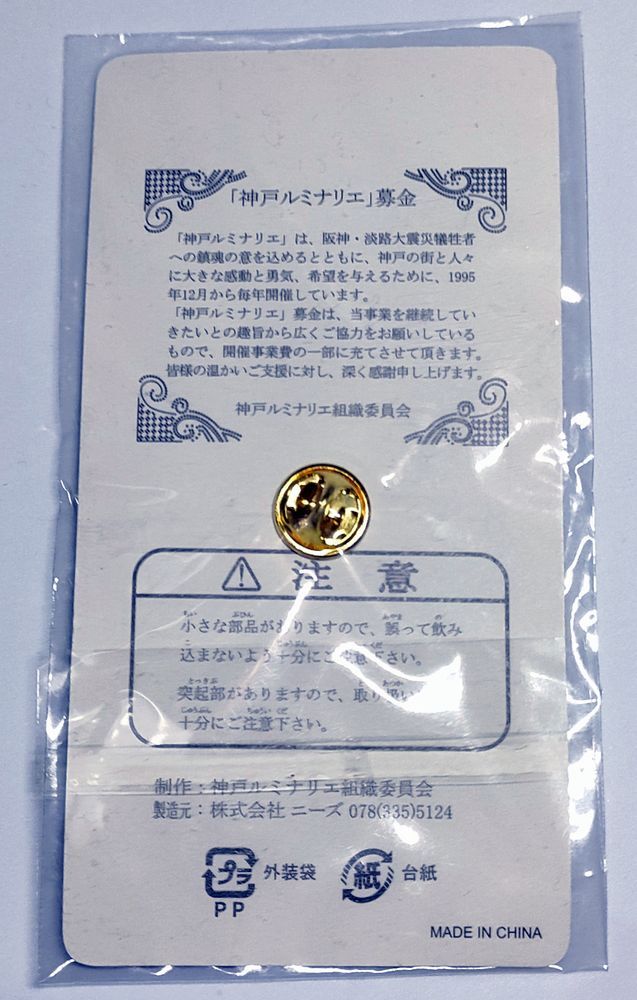 「神戸ルミナリエ」募金
「神戸ルミナリエ」は、阪神・淡路大震災犠牲者
への鎮魂の意を込めるとともに、神戸の街と人々
に大きな感動と勇気、希望を与えるために、1995
年12月から毎年開催しています。
「神戸ルミナリエ」募金は、当事業を継続してい
きたいとの趣旨から広くご協力をお願いしている
もので、開催事業費の一部に充てさせて頂きます。
皆様の温かいご支援に対し、深く感謝申し上げます。
神戸ルミナリエ組織委員会
注意
小さな部品がありますので、誤って飲み
込まないよう十分にご注意下さい。
突起部がありますので、取り扱い
十分にご注意下さい。
制作：神戸ルミナリエ組織委員会
製造元：株式会社 ニーズ 078(335)5124
プラ 外装袋 紙 台紙
PP
MADE IN CHINA